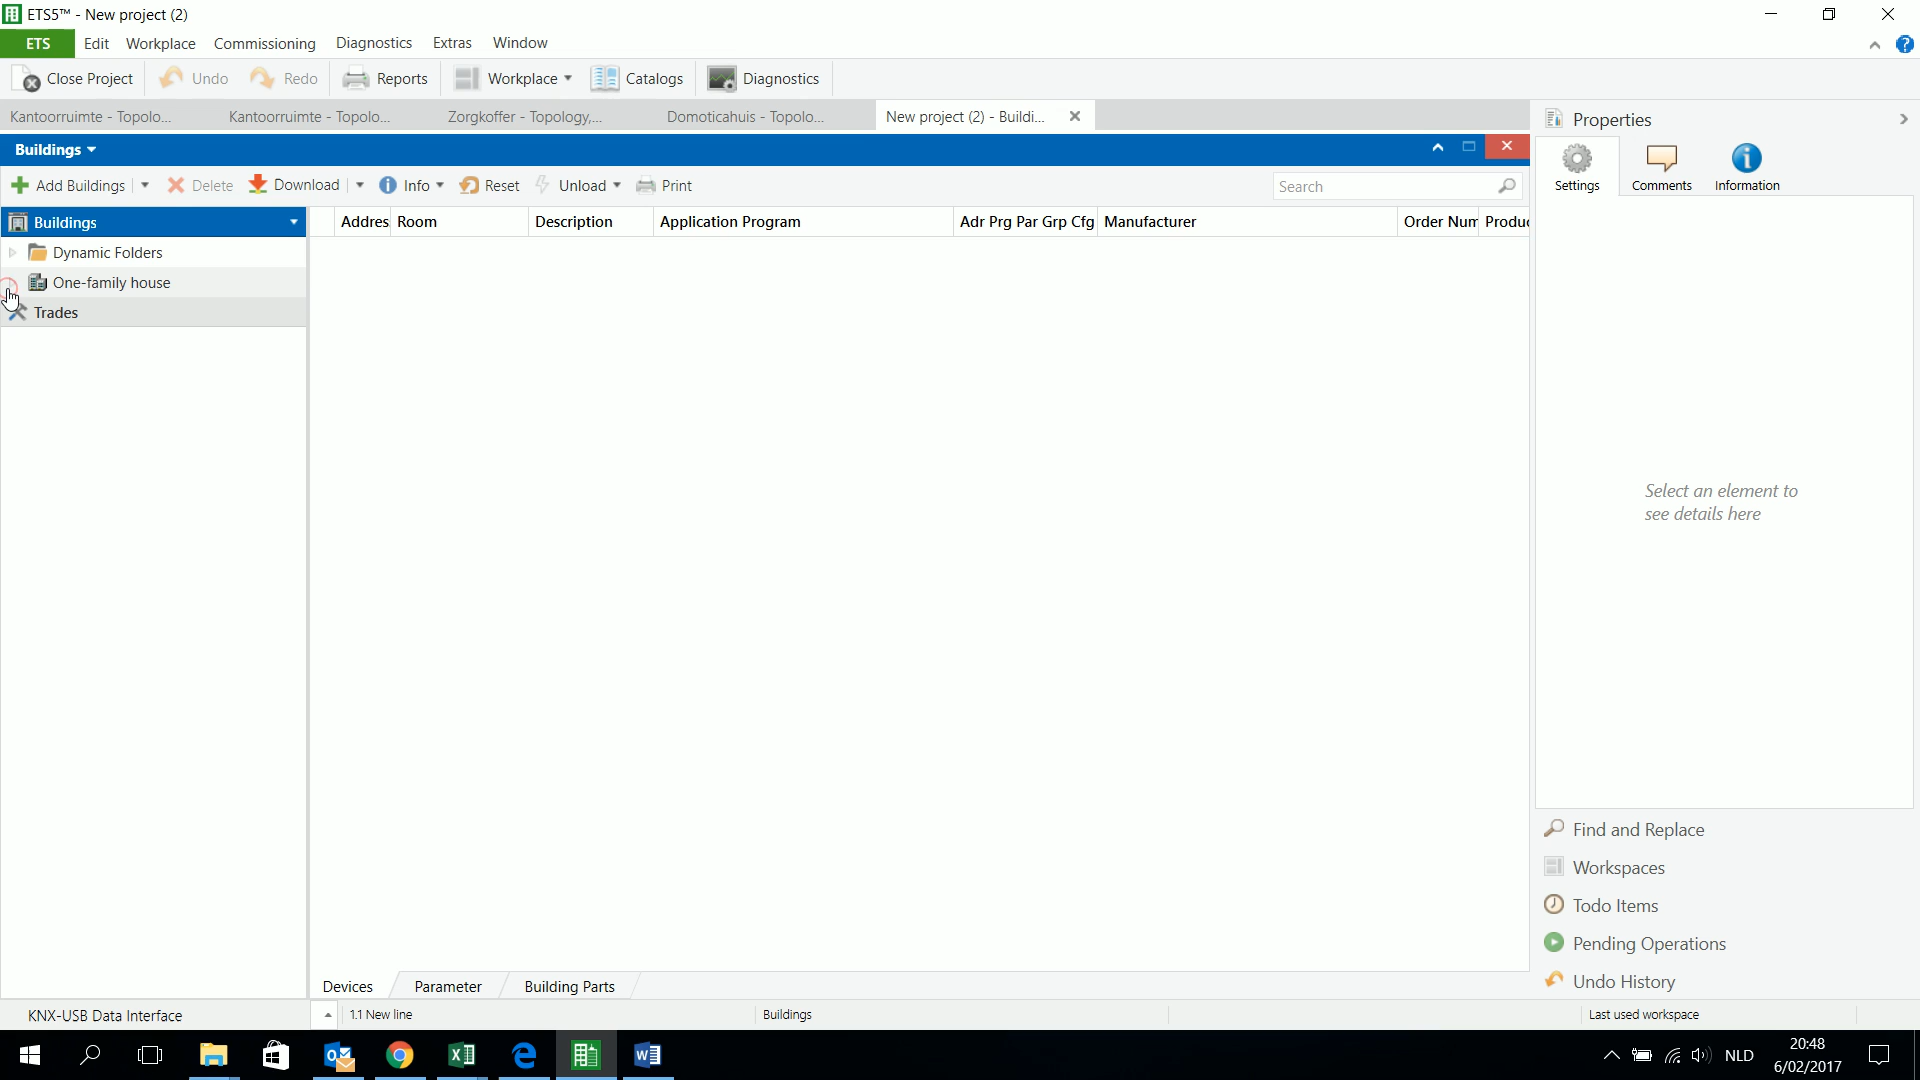 ETS5™ - New project (2)
ETS Edit Workplace Commissioning Diagnostics Extras Window
Close Project Undo Redo Reports Workplace Catalogs Diagnostics
Kantoorruimte - Topolo... Kantoorruimte - Topolo... Zorgkoffer - Topology,... Domoticahuis - Topolo... New project (2) - Buildi...
Properties
Buildings
Settings Comments Information
Add Buildings Delete Download Info Reset Unload Print Search
Buildings
Addres Room Description Application Program Adr Prg Par Grp Cfg Manufacturer Order Num Produc
Dynamic Folders
One-family house
Trades
Select an element to
see details here
Find and Replace
Workspaces
Todo Items
Pending Operations
Undo History
Devices Parameter Building Parts
KNX-USB Data Interface 1.1 New line Buildings Last used workspace
NLD
20:48
6/02/2017